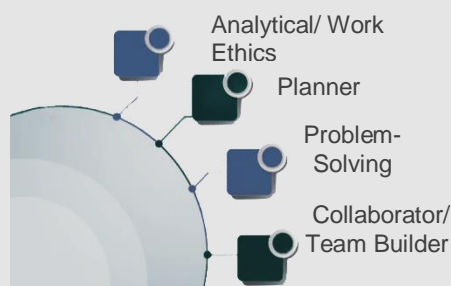 Analytical/ Work
Ethics
Planner
Problem-
Solving
Collaborator/
Team Builder